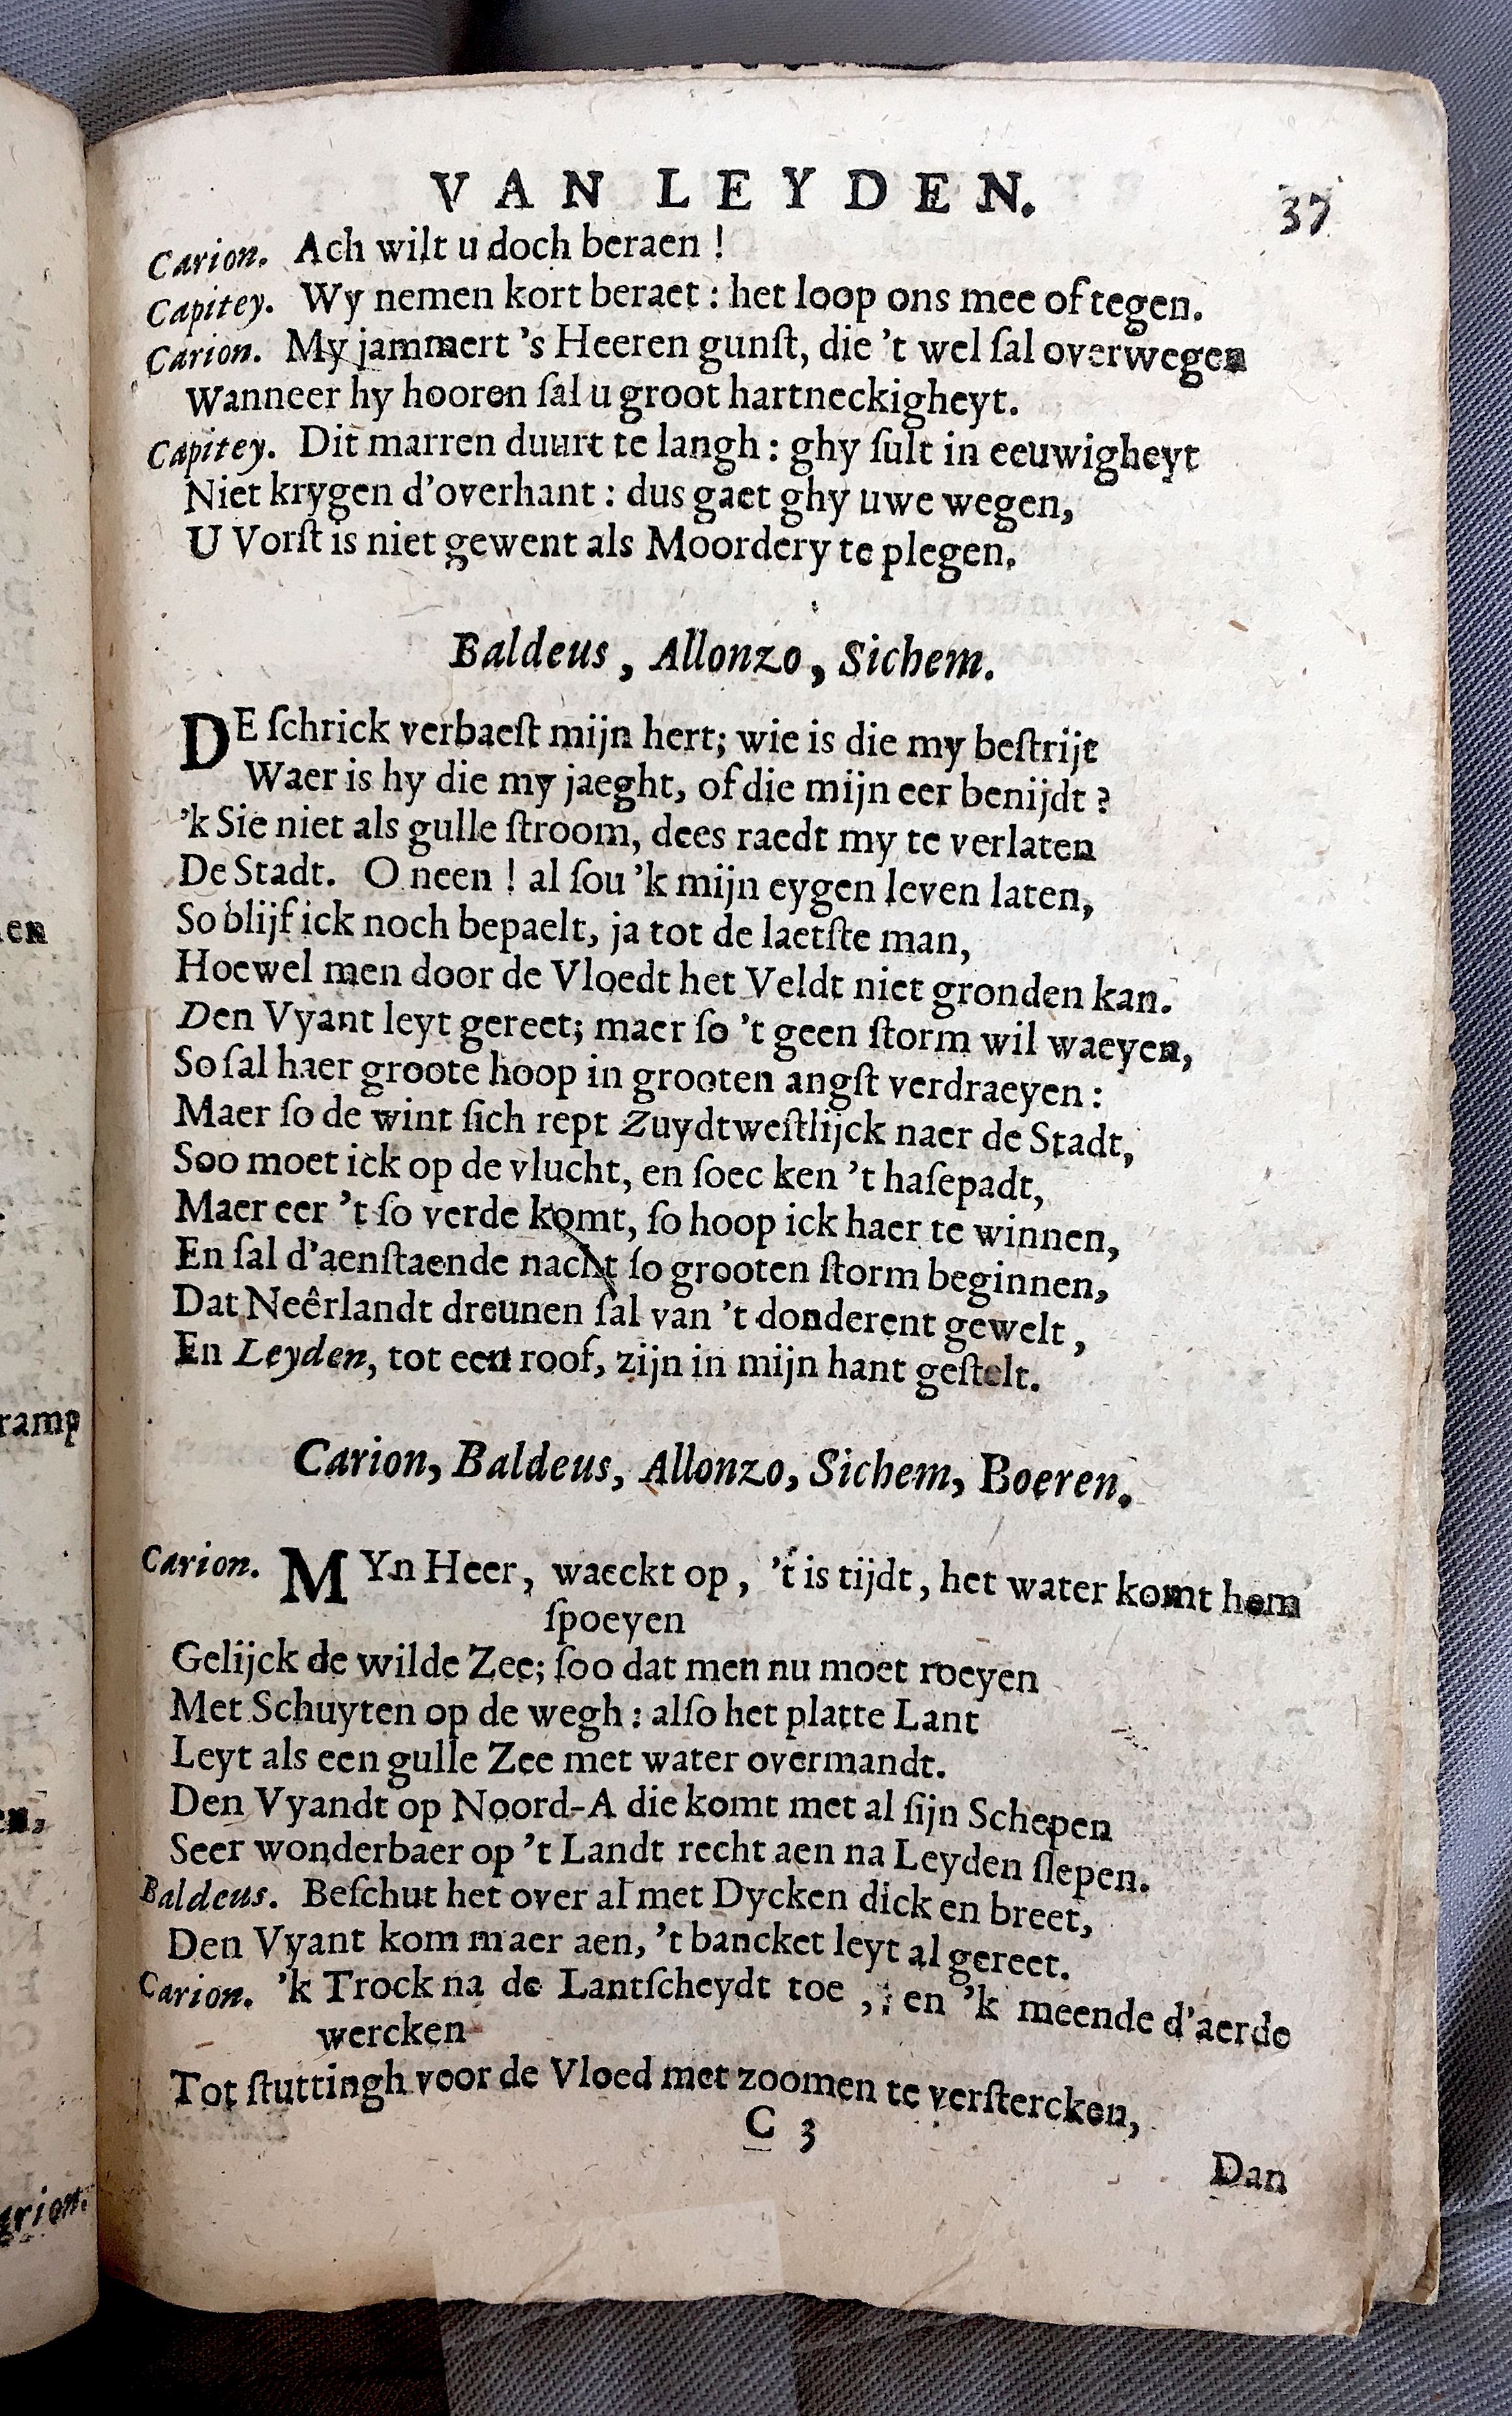 VAN LEYDEN. 37
Carion. Ach wilt u doch beraen !
Capitey. Wy nemen kort beraet : het loop ons mee of tegen.
Carion. My jammert 's Heeren gunſt, die 't wel ſal overwegen
Wanneer hy hooren ſal u groot hartneckigheyt.
Capitey. Dit marren duurt te langh : ghy ſult in eeuwigheyt
Niet krygen d'overhant : dus gaet ghy uwe wegen,
U Vorſt is niet gewent als Moordery te plegen.
Baldeus, Allonzo, Sichem.
DE ſchrick verbaeſt mijn hert; wie is die my beſtrijt
Waer is hy die my jaeght, of die mijn eer benijdt ?
'k Sie niet als gulle ſtroom, dees raedt my te verlaten
De Stadt. O neen ! al ſou 'k mijn eygen leven laten,
So blijf ick noch bepaelt, ja tot de laetſte man,
Hoewel men door de Vloedt het Veldt niet gronden kan.
Den Vyant leyt gereet; maer ſo 't geen ſtorm wil waeyen,
So ſal haer groote hoop in grooten angſt verdraeyen :
Maer ſo de wint ſich rept Zuydtweſtlijck naer de Stadt,
Soo moet ick op de vlucht, en ſoec ken 't haſepadt,
Maer eer 't ſo verde komt, ſo hoop ick haer te winnen,
En ſal d'aenſtaende nacht ſo grooten ſtorm beginnen,
Dat Neêrlandt dreunen ſal van 't donderent gewelt,
En Leyden, tot een roof, zijn in mijn hant geſtelt.
Carion, Baldeus, Allonzo, Sichem, Boeren.
Carion. MYn Heer, waeckt op, 't is tijdt, het water komt hem
ſpoeyen
Gelijck de wilde Zee; ſoo dat men nu moet roeyen
Met Schuyten op de wegh : alſo het platte Lant
Leyt als een gulle Zee met water overmandt.
Den Vyandt op Noord-A die komt met al ſijn Schepen
Seer wonderbaer op 't Landt recht aen na Leyden ſlepen.
Baldeus. Beſchut het over al met Dycken dick en breet,
Den Vyant kom maer aen, 't bancket leyt al gereet.
Carion. 'k Trock na de Lantſcheydt toe, ; en 'k meende d'aerde
wercken
Tot ſtuttingh voor de Vloed met zoomen te verſtercken,
C 3
Dan